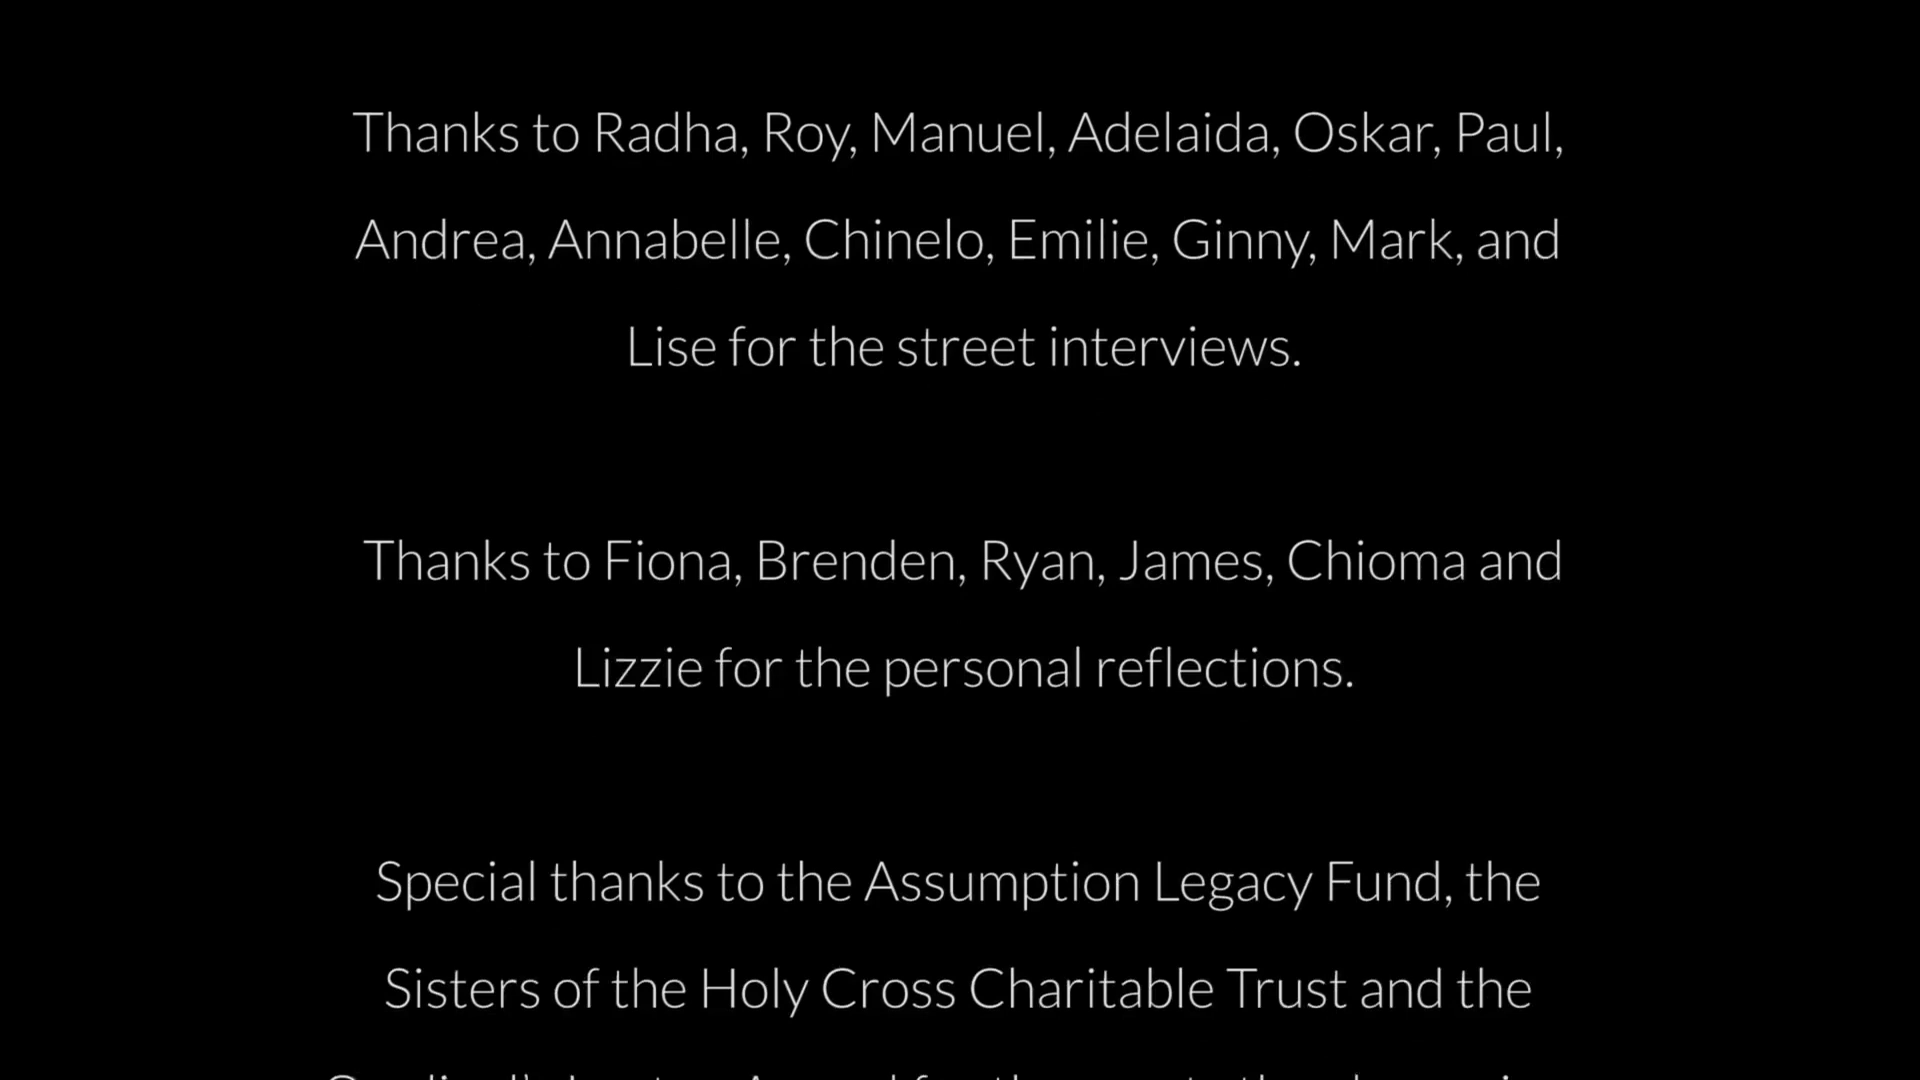 Thanks to Radha, Roy, Manuel, Adelaida, Oskar, Paul,
Andrea, Annabelle, Chinelo, Emilie, Ginny, Mark, and
Lise for the street interviews.
Thanks to Fiona, Brenden, Ryan, James, Chioma and
Lizzie for the personal reflections.
Special thanks to the Assumption Legacy Fund, the
Sisters of the Holy Cross Charitable Trust and the